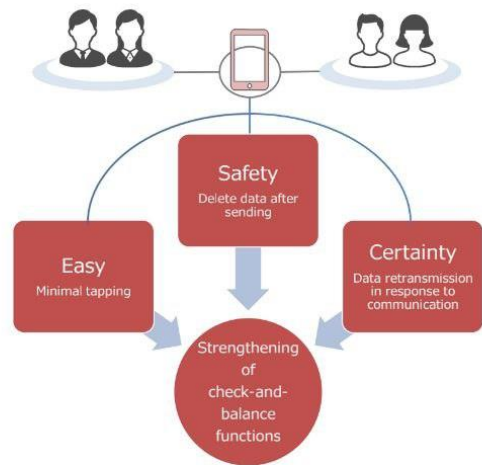 Safety
Delete data after
sending
Easy
Minimal tapping
Certainty
Data retransmission
in response to
communication
Strengthening
of
check-and-
balance
functions